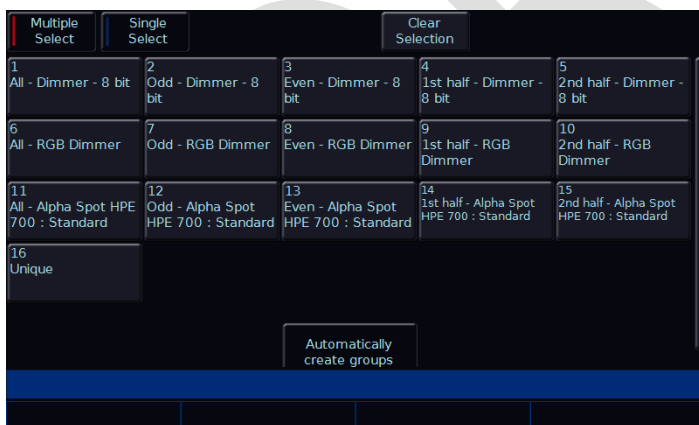 Multiple
Select
Single
Select
Clear
Selection
1
All - Dimmer - 8 bit
2
Odd - Dimmer - 8
bit
3
Even - Dimmer - 8
bit
4
1st half - Dimmer -
8 bit
5
2nd half - Dimmer -
8 bit
6
All - RGB Dimmer
7
Odd - RGB Dimmer
8
Even - RGB Dimmer
9
1st half - RGB
Dimmer
10
2nd half - RGB
Dimmer
11
All - Alpha Spot HPE
700 : Standard
12
Odd - Alpha Spot
HPE 700 : Standard
13
Even - Alpha Spot
HPE 700 : Standard
14
1st half - Alpha Spot
HPE 700 : Standard
15
2nd half - Alpha Spot
HPE 700 : Standard
16
Unique
Automatically
create groups